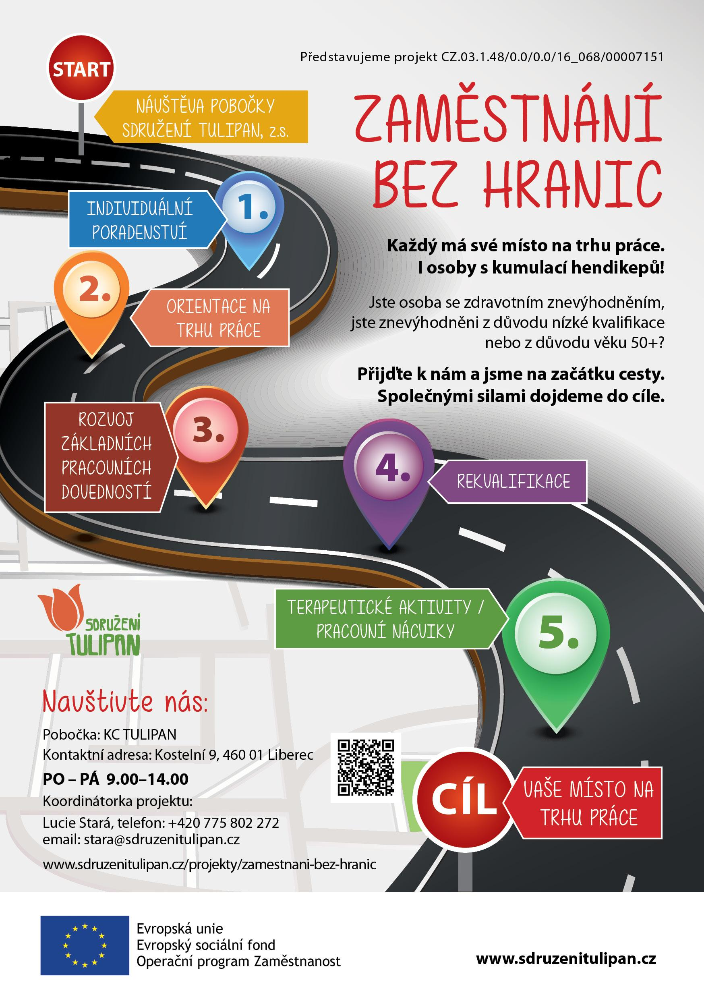 START
Představujeme projekt CZ.03.1.48/0.0/0.0/16_068/00007151
NÁVŠTĚVA POBOČKY
SDRUŽENÍ TULIPAN, z.s.
ZAMĚSTNÁNÍ
BEZ HRANIC
1.
INDIVIDUÁLNÍ
PORADENSTVÍ
Každý má své místo na trhu práce.
I osoby s kumulací hendikepů!
2.
ORIENTACE NA
TRHU PRÁCE
Jste osoba se zdravotním znevýhodněním,
jste znevýhodněni z důvodu nízké kvalifikace
nebo z důvodu věku 50+?
Přijďte k nám a jsme na začátku cesty.
Společnými silami dojdeme do cíle.
3.
ROZVOJ
ZÁKLADNÍCH
PRACOVNÍCH
DOVEDNOSTÍ
4.
REKVALIFIKACE
5.
TERAPEUTICKÉ AKTIVITY /
PRACOVNÍ NÁCVIKY
SDRUŽENÍ
TULIPAN
Navštivte nás:
Pobočka: KC TULIPAN
Kontaktní adresa: Kostelní 9, 460 01 Liberec
PO – PÁ 9.00–14.00
Koordinátorka projektu:
Lucie Stará, telefon: +420 775 802 272
email: stara@sdruzenitulipan.cz
www.sdruzenitulipan.cz/projekty/zamestnani-bez-hranic
CÍL
VAŠE MÍSTO NA
TRHU PRÁCE
Evropská unie
Evropský sociální fond
Operační program Zaměstnanost
www.sdruzenitulipan.cz